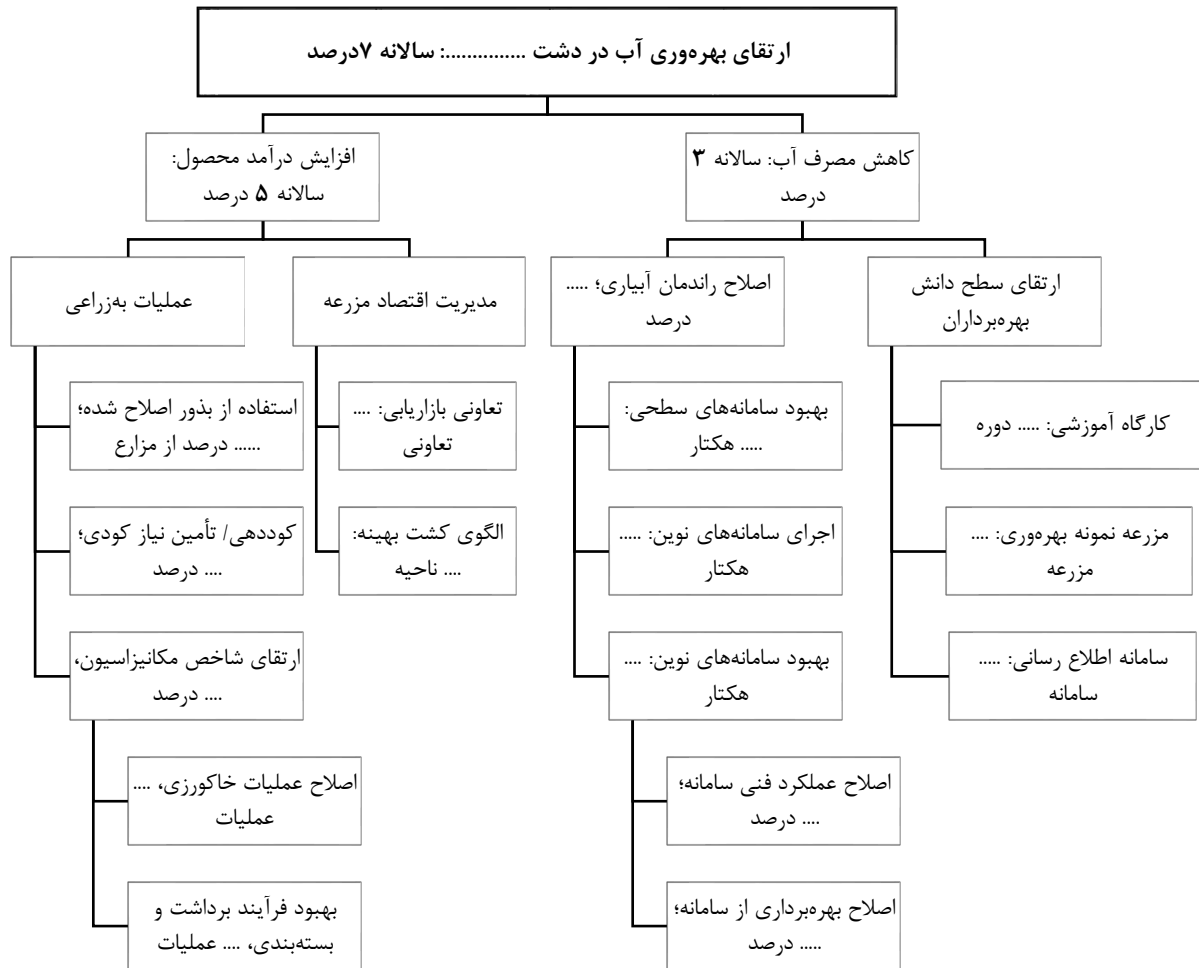 ارتقای بهره‌وری آب در دشت ...............: سالانه ۷درصد
کاهش مصرف آب: سالانه ۳
درصد
افزایش درآمد محصول:
سالانه ۵ درصد
ارتقای سطح دانش
بهره‌برداران
اصلاح راندمان آبیاری؛ .....
درصد
مدیریت اقتصاد مزرعه
عملیات به‌زراعی
کارگاه آموزشی: ..... دوره
مزرعه نمونه بهره‌وری: ....
مزرعه
سامانه اطلاع رسانی: .....
سامانه
بهبود سامانه‌های سطحی:
..... هکتار
اجرای سامانه‌های نوین: .....
هکتار
بهبود سامانه‌های نوین: ....
هکتار
اصلاح عملکرد فنی سامانه؛
.... درصد
اصلاح بهره‌برداری از سامانه؛
..... درصد
تعاونی بازاریابی: ....
تعاونی
الگوی کشت بهینه:
.... ناحیه
استفاده از بذور اصلاح شده؛
...... درصد از مزارع
کوددهی/ تأمین نیاز کودی؛
.... درصد
ارتقای شاخص مکانیزاسیون،
.... درصد
اصلاح عملیات خاکورزی، ....
عملیات
بهبود فرآیند برداشت و
بسته‌بندی، .... عملیات